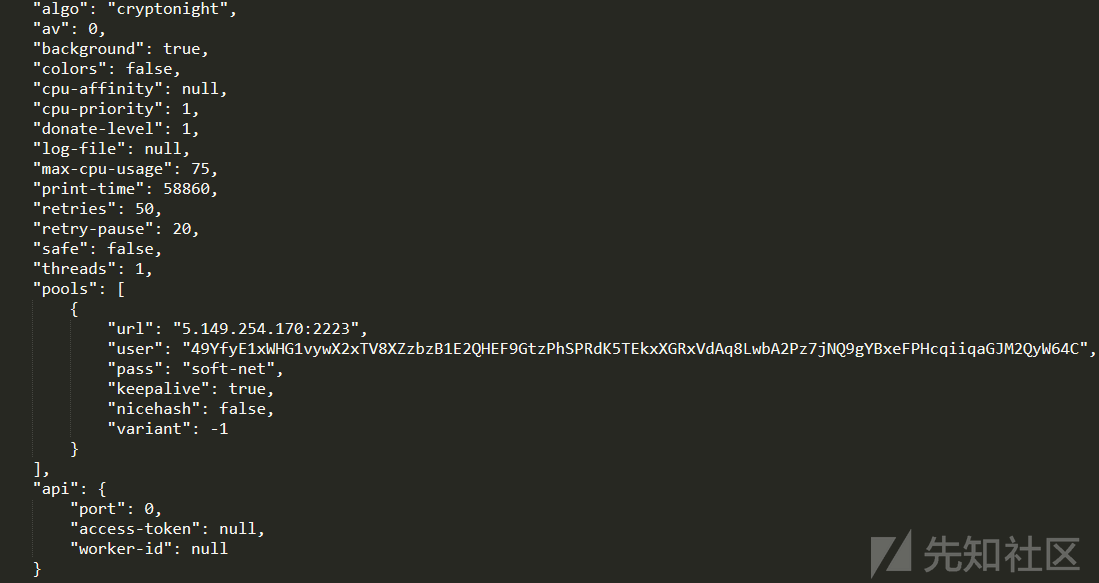 "algo": "cryptonight",
"av": 0,
"background": true,
"colors": false,
"cpu-affinity": null,
"cpu-priority": 1,
"donate-level": 1,
"log-file": null,
"max-cpu-usage": 75,
"print-time": 58860,
"retries": 50,
"retry-pause": 20,
"safe": false,
"threads": 1,
"pools": [
{
"url": "5.149.254.170:2223",
"user": "49YfyE1xWHG1vywX2xTV8XZzbzB1E2QHEF9GtzPhSPRdK5TEkxXGRxVdAq8LwbA2Pz7jNQ9gYBxeFPHcqiiqaGJM2QyW64C",
"pass": "soft-net",
"keepalive": true,
"nicehash": false,
"variant": -1
}
],
"api": {
"port": 0,
"access-token": null,
"worker-id": null
}
先知社区